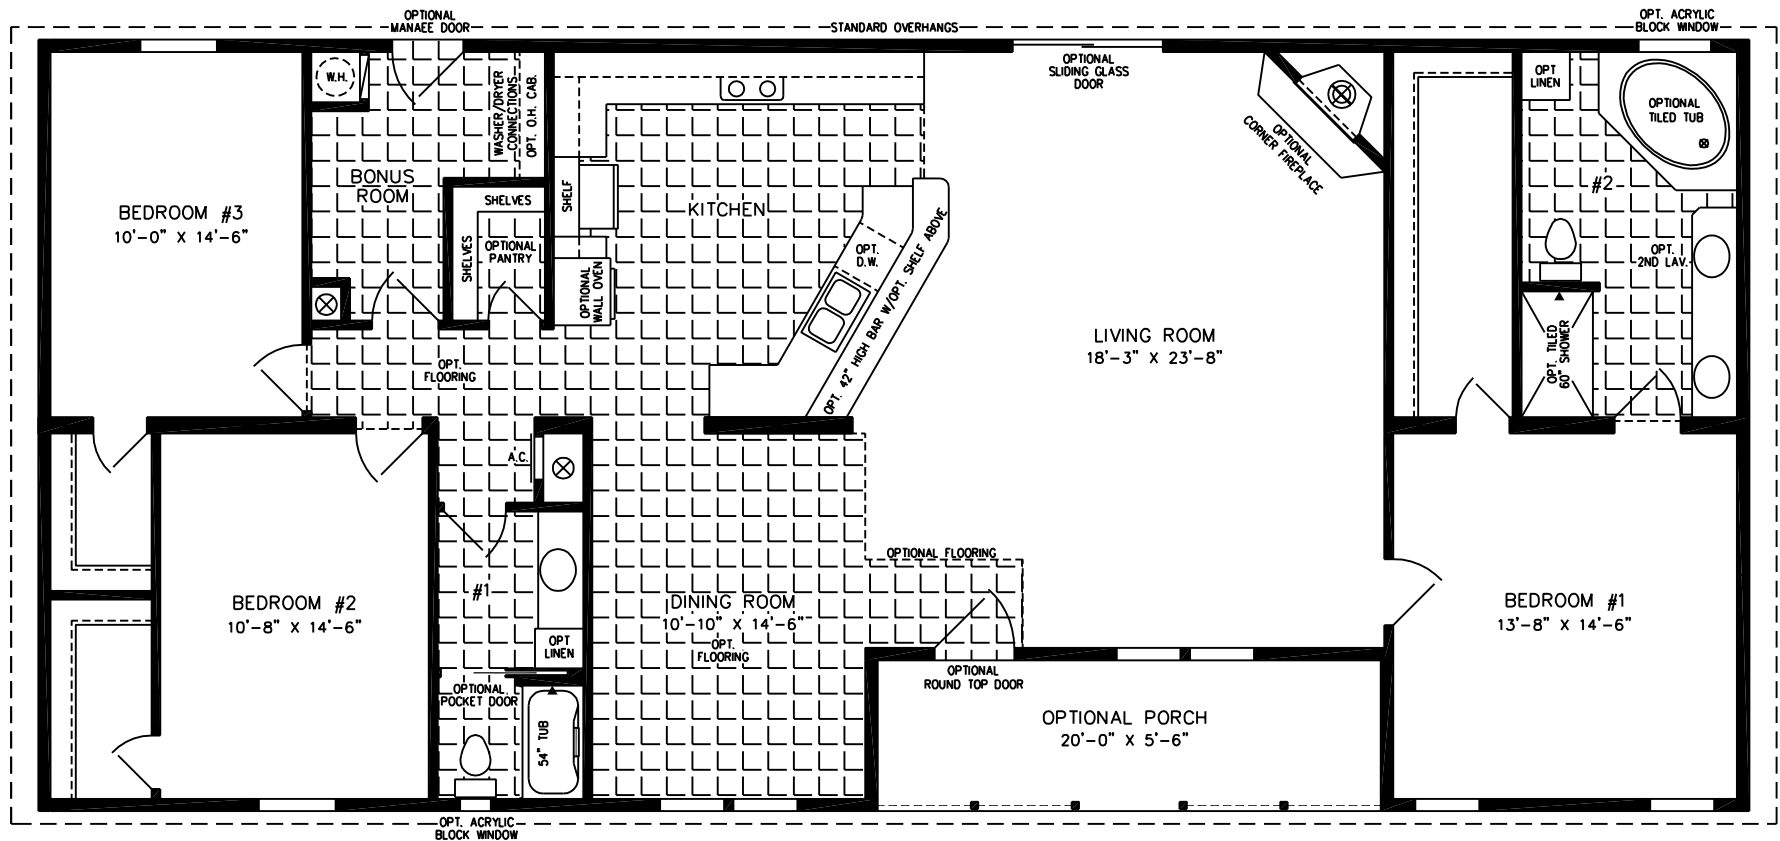 OPTIONAL
MANAEE DOOR
STANDARD OVERHANGS
OPT. ACRYLIC
BLOCK WINDOW
W.H.
WASHER/DRYER
CONNECTIONS
OPT. O.H. CAB.
OPTIONAL
SLIDING GLASS
DOOR
OPTIONAL
CORNER FIREPLACE
OPT
LINEN
OPTIONAL
TILED TUB
BONUS
ROOM
BEDROOM #3
10'-0" X 14'-6"
SHELVES
SHELVES
OPTIONAL
PANTRY
SHELF
OPTIONAL
WALL OVEN
KITCHEN
OPT.
D.W.
OPT. 42" HIGH BAR W/OPT. SHELF ABOVE
#2
OPT.
2ND LAV.
OPT. TILED
60" SHOWER
LIVING ROOM
18'-3" X 23'-8"
OPT.
FLOORING
A.C.
OPTIONAL FLOORING
#1
BEDROOM #2
10'-8" X 14'-6"
DINING ROOM
10'-10" X 14'-6"
OPT.
FLOORING
BEDROOM #1
13'-8" X 14'-6"
OPT
LINEN
OPTIONAL
POCKET DOOR
54" TUB
OPTIONAL
ROUND TOP DOOR
OPTIONAL PORCH
20'-0" X 5'-6"
OPT. ACRYLIC
BLOCK WINDOW